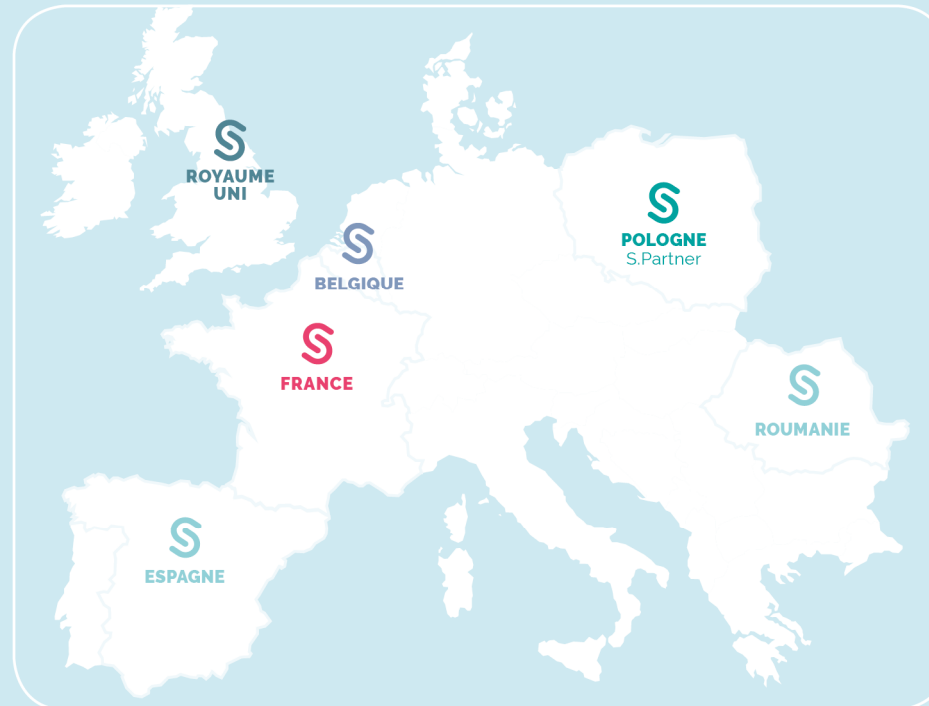 ROYAUME
UNI
POLOGNE
S.Partner
BELGIQUE
FRANCE
ROUMANIE
ESPAGNE